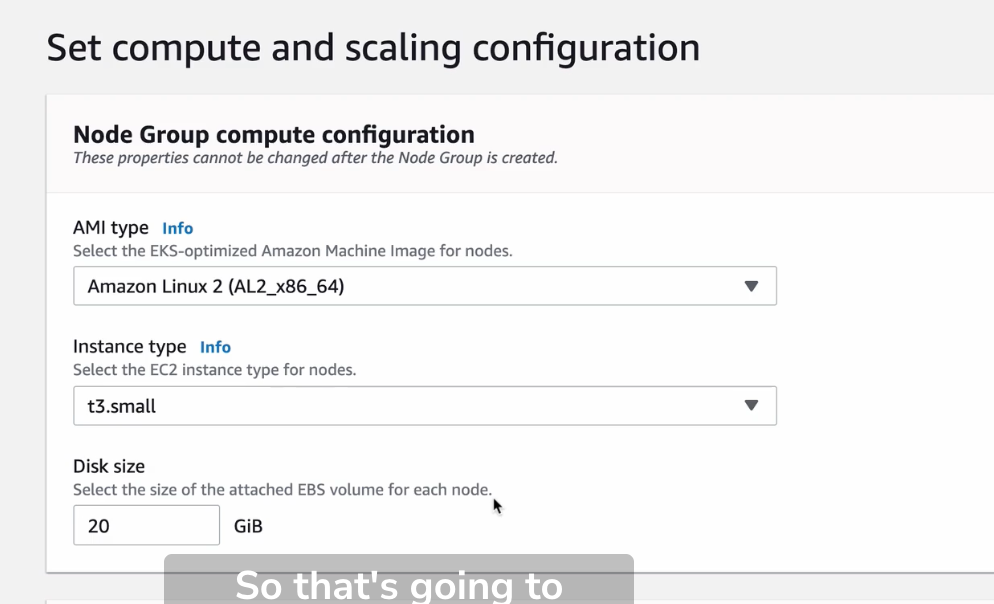 Set compute and scaling configuration
Node Group compute configuration
These properties cannot be changed after the Node Group is created.
AMI type Info
Select the EKS-optimized Amazon Machine Image for nodes.
Amazon Linux 2 (AL2_x86_64)
Instance type Info
Select the EC2 instance type for nodes.
t3.small
Disk size
Select the size of the attached EBS volume for each node.
20 GiB
So that's going to